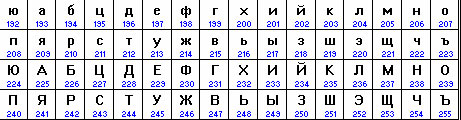 ю а б ц д е ф г х и й к л м н о
192 193 194 195 196 197 198 199 200 201 202 203 204 205 206 207
п я р с т у ж в ь ы з ш э щ ч ъ
208 209 210 211 212 213 214 215 216 217 218 219 220 221 222 223
Ю А Б Ц Д Е Ф Г Х И Й К Л М Н О
224 225 226 227 228 229 230 231 232 233 234 235 236 237 238 239
П Я Р С Т У Ж В Ь Ы З Ш Э Щ Ч Ъ
240 241 242 243 244 245 246 247 248 249 250 251 252 253 254 255